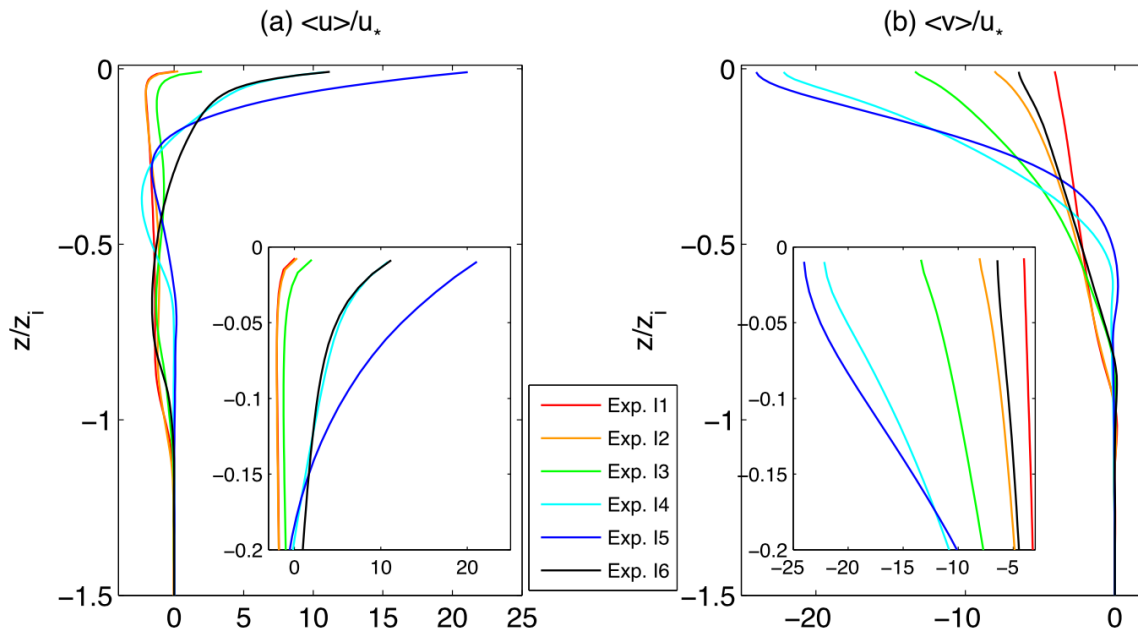 (a) <u>/u*
(b) <v>/u*
z/z_i
0
−0.5
−1
−1.5
0 5 10 15 20 25
0
−0.05
−0.1
−0.15
−0.2
0 10 20
Exp. I1
Exp. I2
Exp. I3
Exp. I4
Exp. I5
Exp. I6
z/z_i
0
−0.5
−1
−1.5
−20 −10 0
0
−0.05
−0.1
−0.15
−0.2
−25 −20 −15 −10 −5